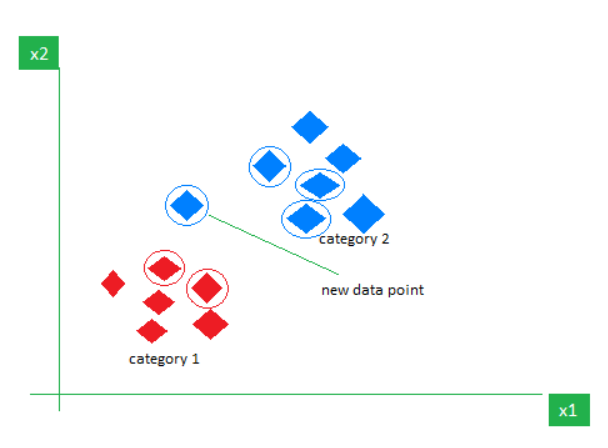 x2
category 2
new data point
category 1
x1